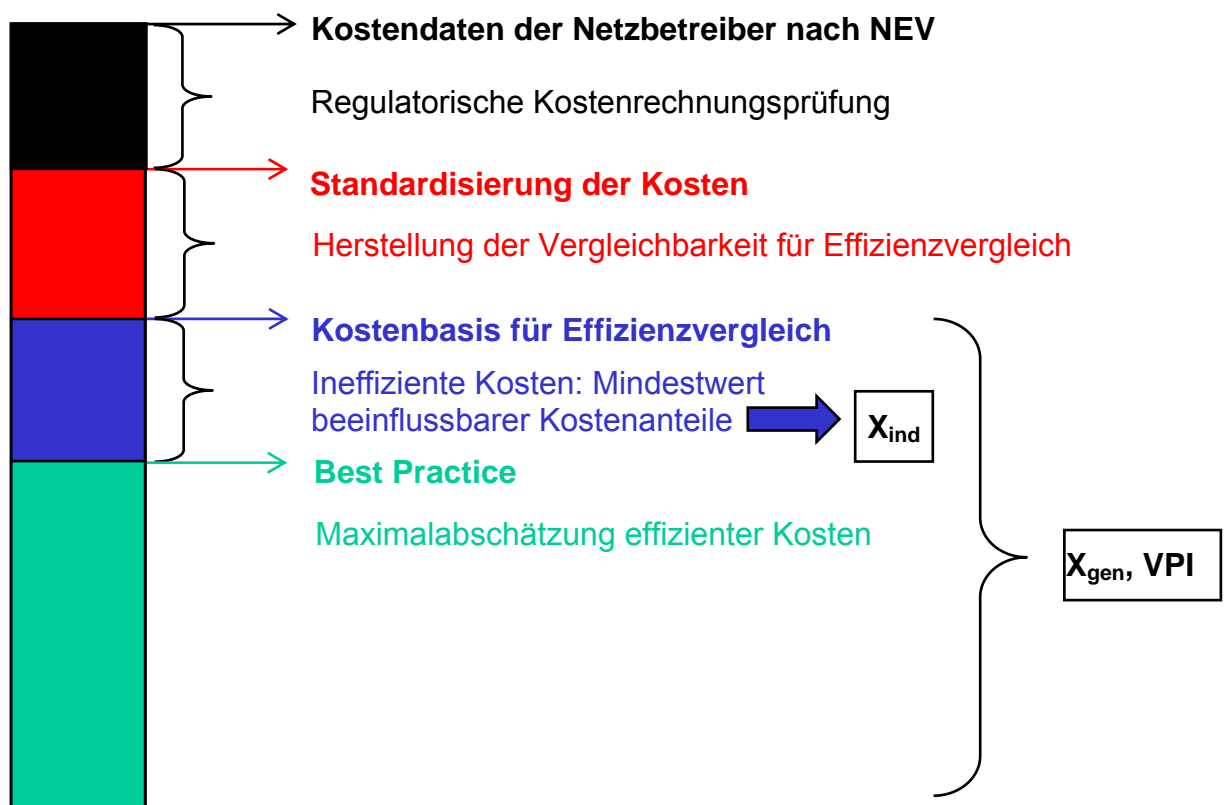 Kostendaten der Netzbetreiber nach NEV
Regulatorische Kostenrechnungsprüfung
Standardisierung der Kosten
Herstellung der Vergleichbarkeit für Effizienzvergleich
Kostenbasis für Effizienzvergleich
Ineffiziente Kosten: Mindestwert
beeinflussbarer Kostenanteile
Xind
Best Practice
Maximalabschätzung effizienter Kosten
Xgen, VPI